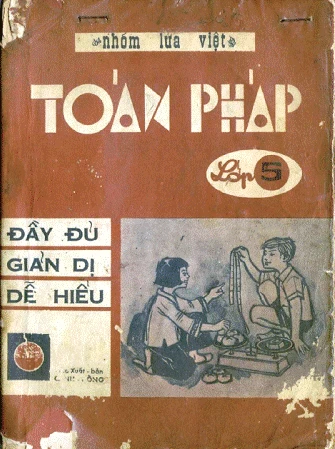 nhóm lửa việt
TOÁN PHÁP
Lớp 5
ĐẦY ĐỦ
GIẢN DỊ
DỄ HIỂU
Xuất-bản